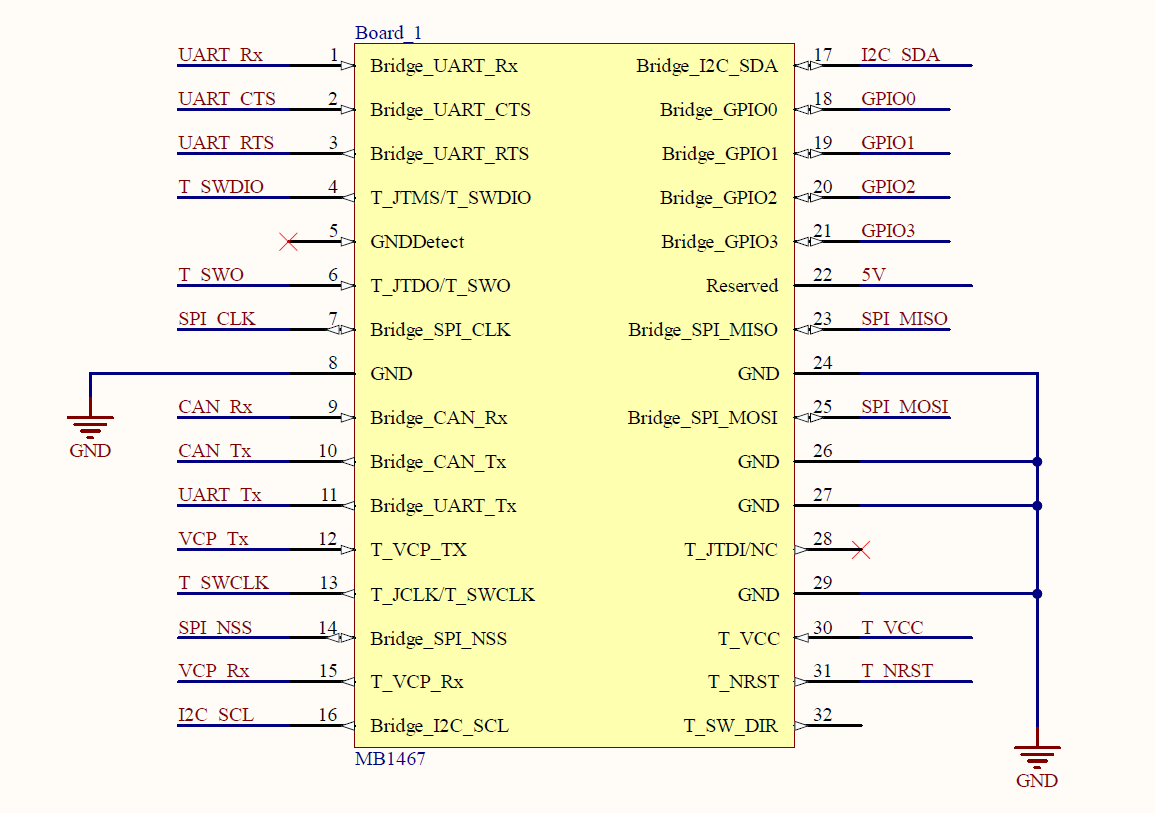 Board_1
UART_Rx 1 Bridge_UART_Rx Bridge_I2C_SDA 17 I2C_SDA
UART_CTS 2 Bridge_UART_CTS Bridge_GPIO0 18 GPIO0
UART_RTS 3 Bridge_UART_RTS Bridge_GPIO1 19 GPIO1
T_SWDIO 4 T_JTMS/T_SWDIO Bridge_GPIO2 20 GPIO2
5 GNDDetect Bridge_GPIO3 21 GPIO3
T_SWO 6 T_JTDO/T_SWO Reserved 22 5V
SPI_CLK 7 Bridge_SPI_CLK Bridge_SPI_MISO 23 SPI_MISO
8 GND GND 24
CAN_Rx 9 Bridge_CAN_Rx Bridge_SPI_MOSI 25 SPI_MOSI
GND
CAN_Tx 10 Bridge_CAN_Tx GND 26
UART_Tx 11 Bridge_UART_Tx GND 27
VCP_Tx 12 T_VCP_TX T_JTDI/NC 28
T_SWCLK 13 T_JCLK/T_SWCLK GND 29
SPI_NSS 14 Bridge_SPI_NSS T_VCC 30 T_VCC
VCP_Rx 15 T_VCP_Rx T_NRST 31 T_NRST
I2C_SCL 16 Bridge_I2C_SCL T_SW_DIR 32
MB1467
GND